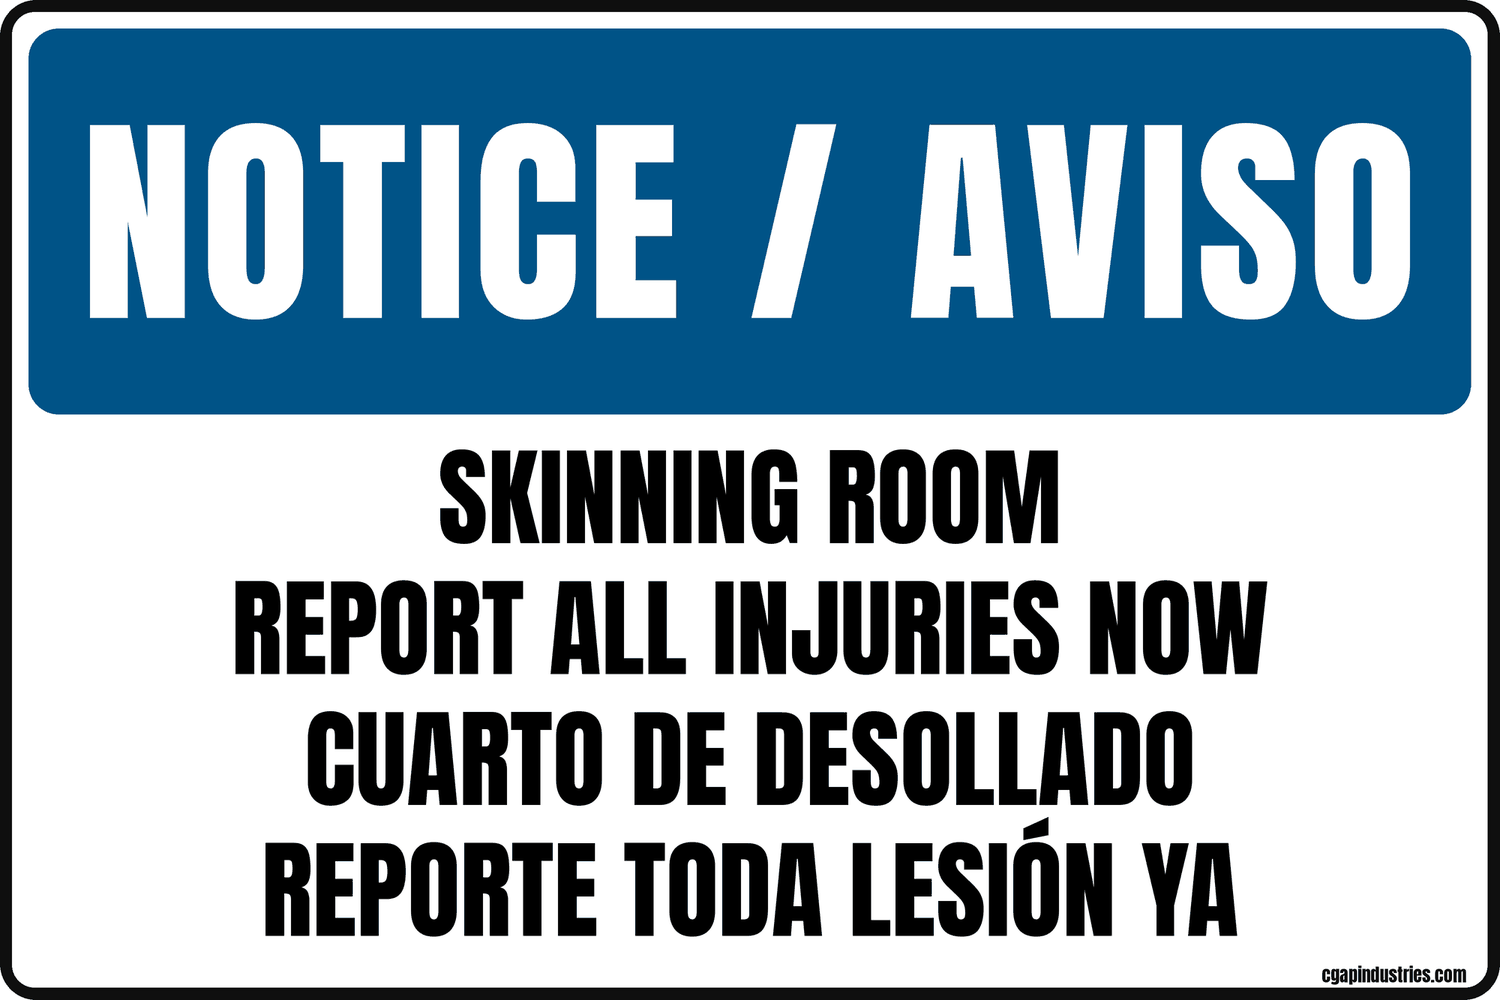 NOTICE / AVISO
SKINNING ROOM
REPORT ALL INJURIES NOW
CUARTO DE DESOLLADO
REPORTE TODA LESIÓN YA
cgapindustries.com